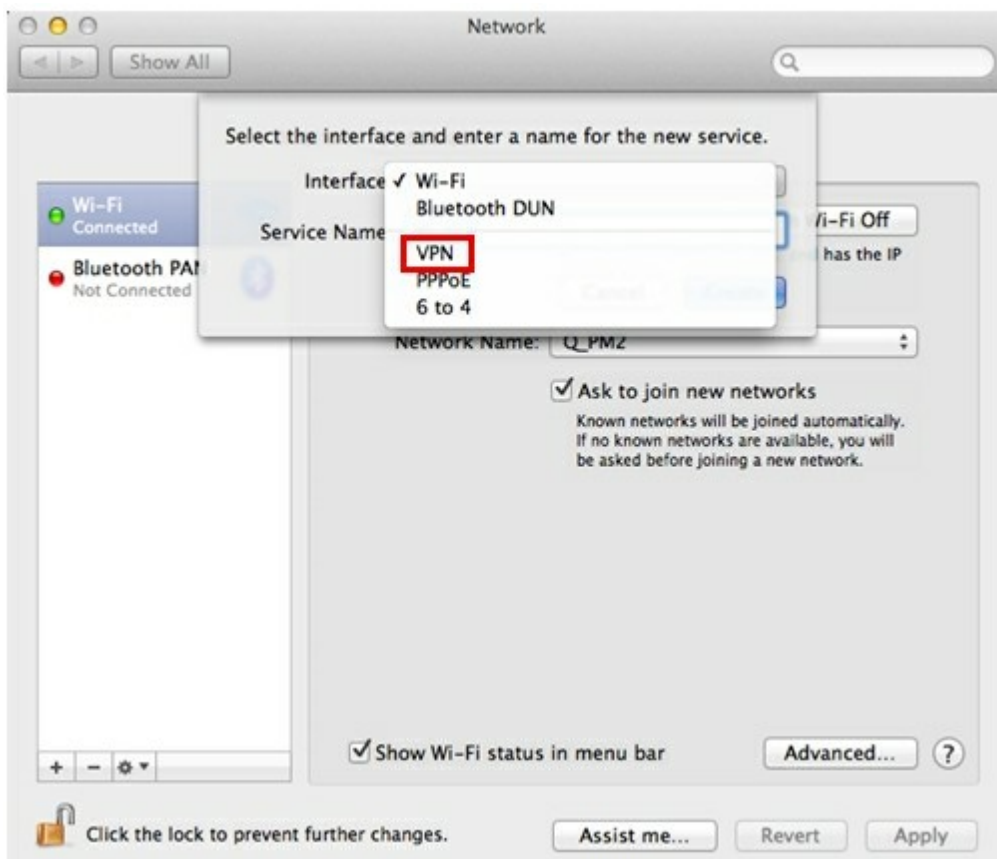 Network
Show All
Select the interface and enter a name for the new service.
Interface ✓ Wi-Fi
Bluetooth DUN
Service Name
VPN
PPPoE
6 to 4
Cancel Create
Wi-Fi
Connected
Bluetooth PAN
Not Connected
Wi-Fi Off
has the IP
Network Name: Q_PM2
Ask to join new networks
Known networks will be joined automatically.
If no known networks are available, you will
be asked before joining a new network.
Show Wi-Fi status in menu bar
Advanced... ?
+ −
Click the lock to prevent further changes.
Assist me... Revert Apply